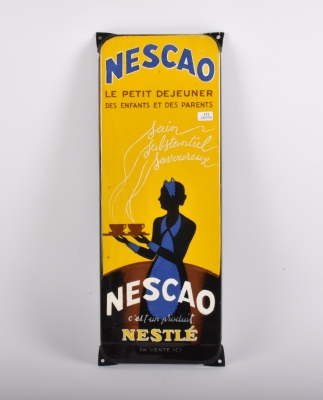 NESCAO
LE PETIT DEJEUNER
DES ENFANTS ET DES PARENTS
sain
substantiel
savoureux
NESCAO
c'est un produit
NESTLÉ
EN VENTE ICI